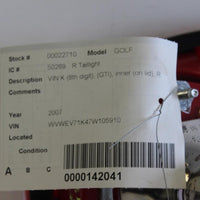 Stock # 00022710 Model GOLF
IC # 50269 R Taillight
Description VIN K (8th digit), (GTI), inner (on lid), R
Comments
Year 2007
VIN WVWEV71K47W105910
Located
Condition
A B C
0000142041